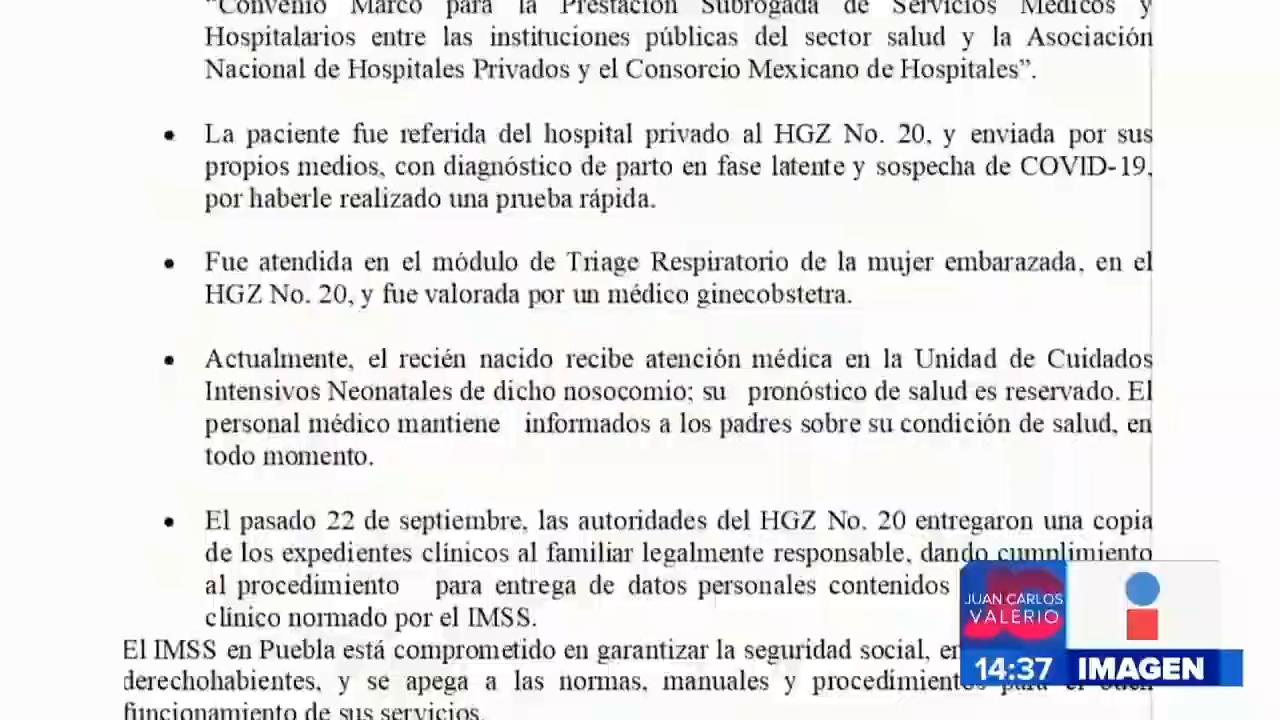 "Convenio Marco para la Prestación Subrogada de Servicios Médicos y
Hospitalarios entre las instituciones públicas del sector salud y la Asociación
Nacional de Hospitales Privados y el Consorcio Mexicano de Hospitales".
• La paciente fue referida del hospital privado al HGZ No. 20, y enviada por sus
propios medios, con diagnóstico de parto en fase latente y sospecha de COVID-19,
por haberle realizado una prueba rápida.
• Fue atendida en el módulo de Triage Respiratorio de la mujer embarazada, en el
HGZ No. 20, y fue valorada por un médico ginecobstetra.
• Actualmente, el recién nacido recibe atención médica en la Unidad de Cuidados
Intensivos Neonatales de dicho nosocomio; su pronóstico de salud es reservado. El
personal médico mantiene informados a los padres sobre su condición de salud, en
todo momento.
• El pasado 22 de septiembre, las autoridades del HGZ No. 20 entregaron una copia
de los expedientes clínicos al familiar legalmente responsable, dando cumplimiento
al procedimiento para entrega de datos personales contenidos
clínico normado por el IMSS.
El IMSS en Puebla está comprometido en garantizar la seguridad social,
derechohabientes, y se apega a las normas, manuales y procedimientos para el
funcionamiento de sus servicios.
JUAN CARLOS
VALERIO
14:37 IMAGEN